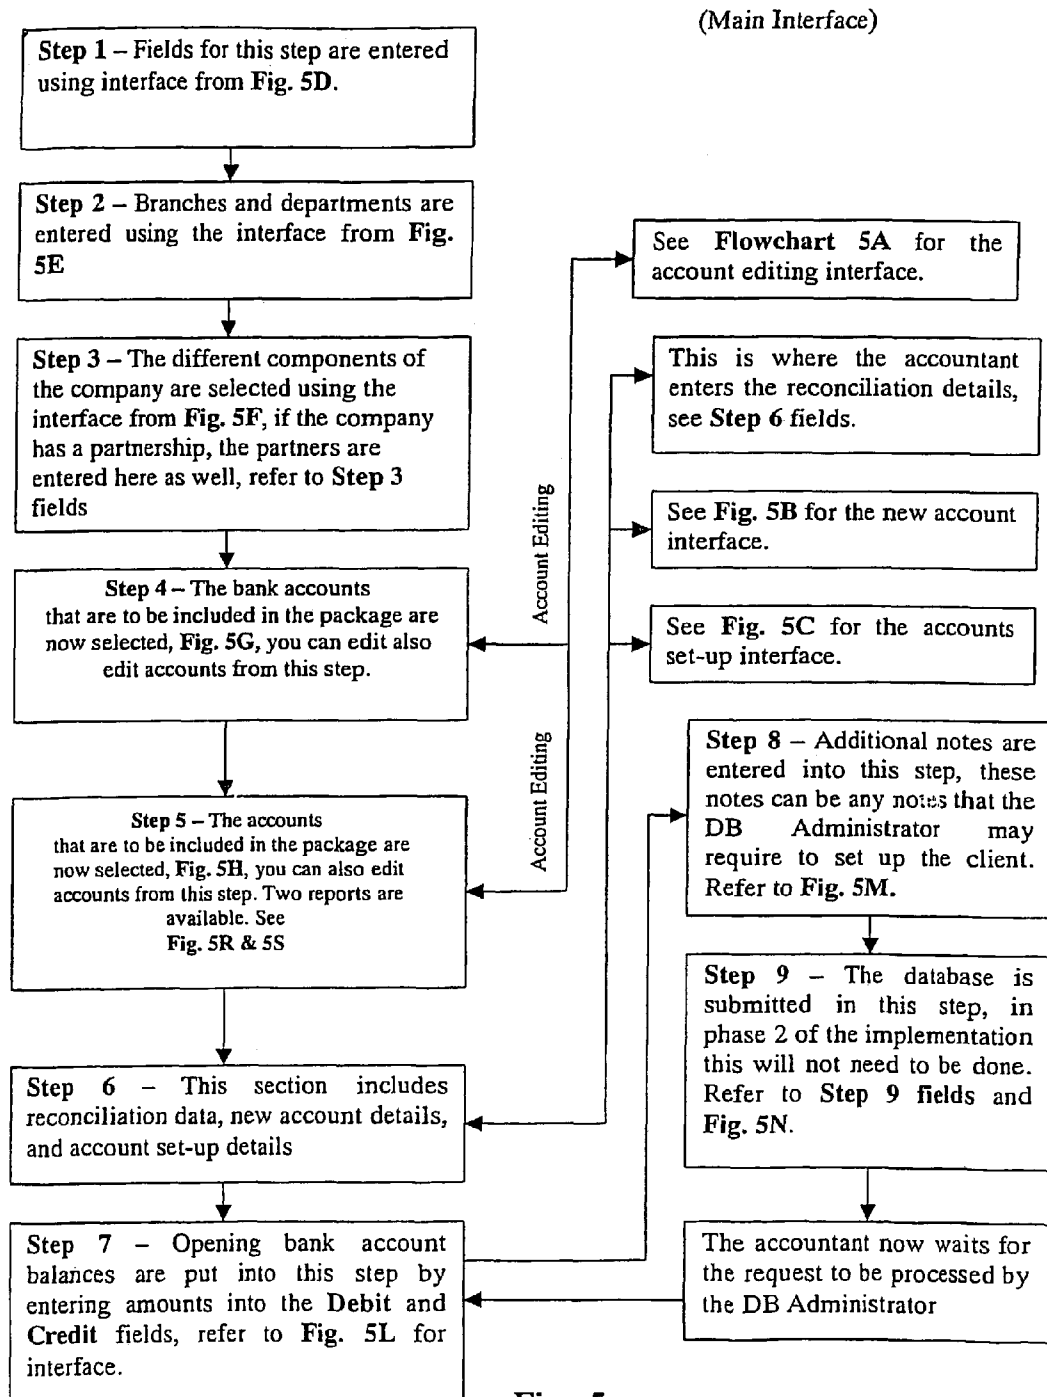 (Main Interface)
Step 1 – Fields for this step are entered
using interface from Fig. 5D.
Step 2 – Branches and departments are
entered using the interface from Fig.
5E
Step 3 – The different components of
the company are selected using the
interface from Fig. 5F, if the company
has a partnership, the partners are
entered here as well, refer to Step 3
fields
Step 4 – The bank accounts
that are to be included in the package are
now selected, Fig. 5G, you can edit also
edit accounts from this step.
Step 5 – The accounts
that are to be included in the package are
now selected, Fig. 5H, you can also edit
accounts from this step. Two reports are
available. See
Fig. 5R & 5S
Step 6 – This section includes
reconciliation data, new account details,
and account set-up details
Step 7 – Opening bank account
balances are put into this step by
entering amounts into the Debit and
Credit fields, refer to Fig. 5L for
interface.
Account Editing
Account Editing
See Flowchart 5A for the
account editing interface.
This is where the accountant
enters the reconciliation details,
see Step 6 fields.
See Fig. 5B for the new account
interface.
See Fig. 5C for the accounts
set-up interface.
Step 8 – Additional notes are
entered into this step, these
notes can be any notes that the
DB Administrator may
require to set up the client.
Refer to Fig. 5M.
Step 9 – The database is
submitted in this step, in
phase 2 of the implementation
this will not need to be done.
Refer to Step 9 fields and
Fig. 5N.
The accountant now waits for
the request to be processed by
the DB Administrator